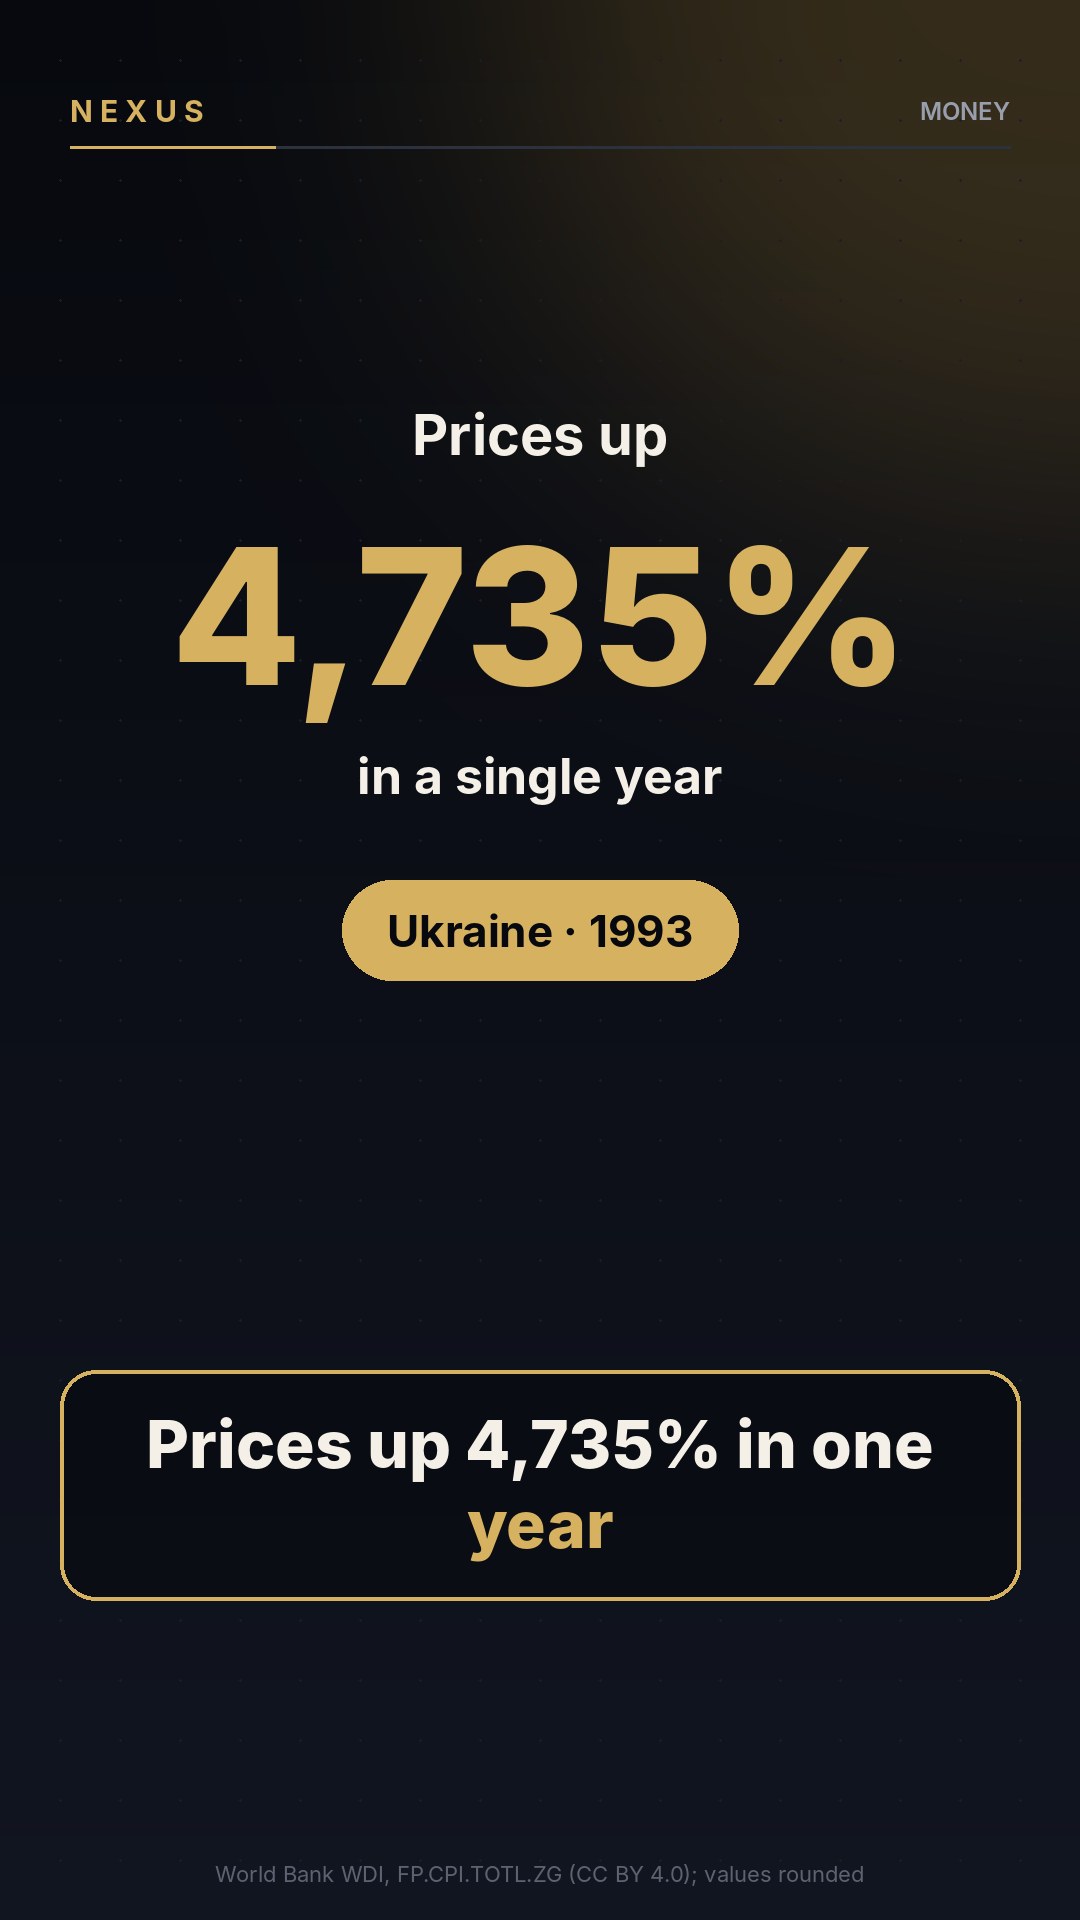 NEXUS
MONEY
Prices up
4,735%
in a single year
Ukraine · 1993
Prices up 4,735% in one
year
World Bank WDI, FP.CPI.TOTL.ZG (CC BY 4.0); values rounded